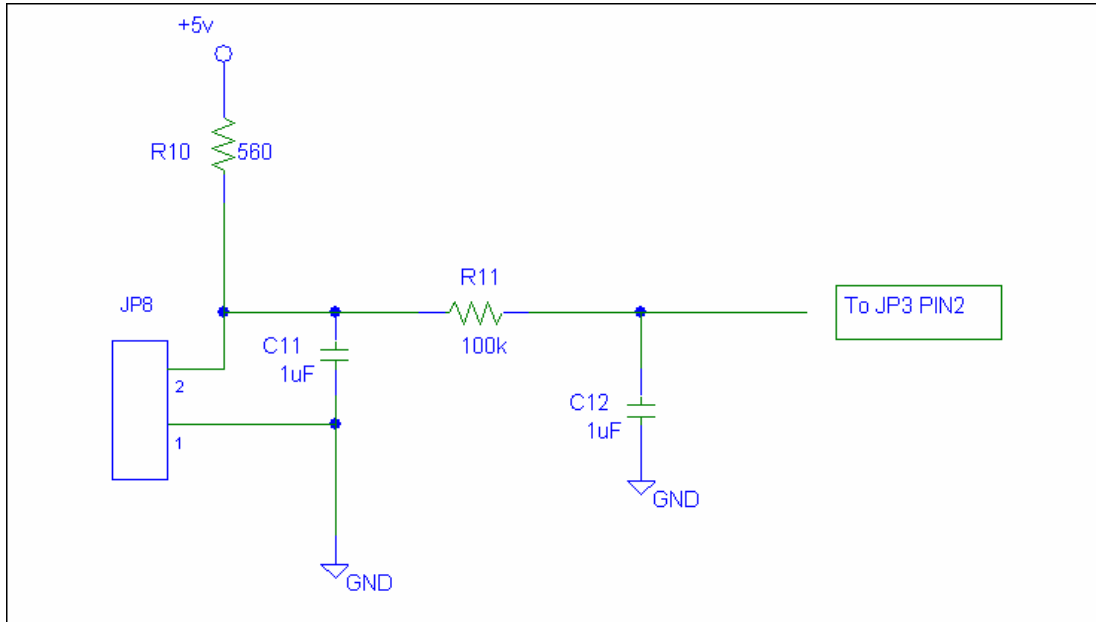 +5v
R10
560
R11
100k
JP8
2
1
C11
1uF
To JP3 PIN2
C12
1uF
GND
GND